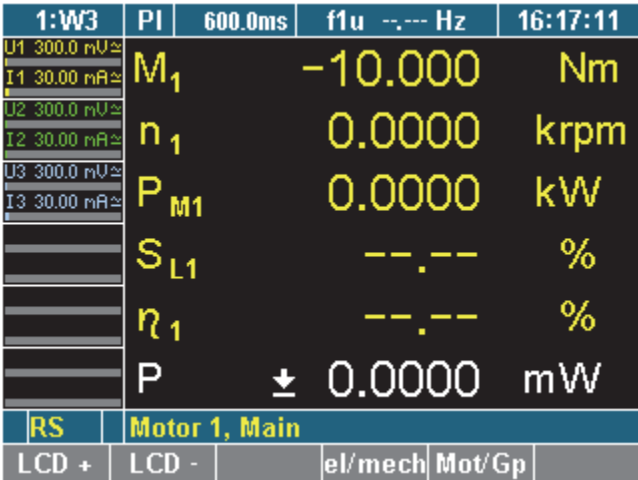 1:W3 PI 600.0ms f1u --.--- Hz 16:17:11
U1 300.0 mV≃
I1 30.00 mA≃
M1 -10.000 Nm
U2 300.0 mV≃
I2 30.00 mA≃
n1 0.0000 krpm
U3 300.0 mV≃
I3 30.00 mA≃
PM1 0.0000 kW
SL1 --.-- %
η1 --.-- %
P 0.0000 mW
RS Motor 1, Main
LCD + LCD - el/mech Mot/Gp